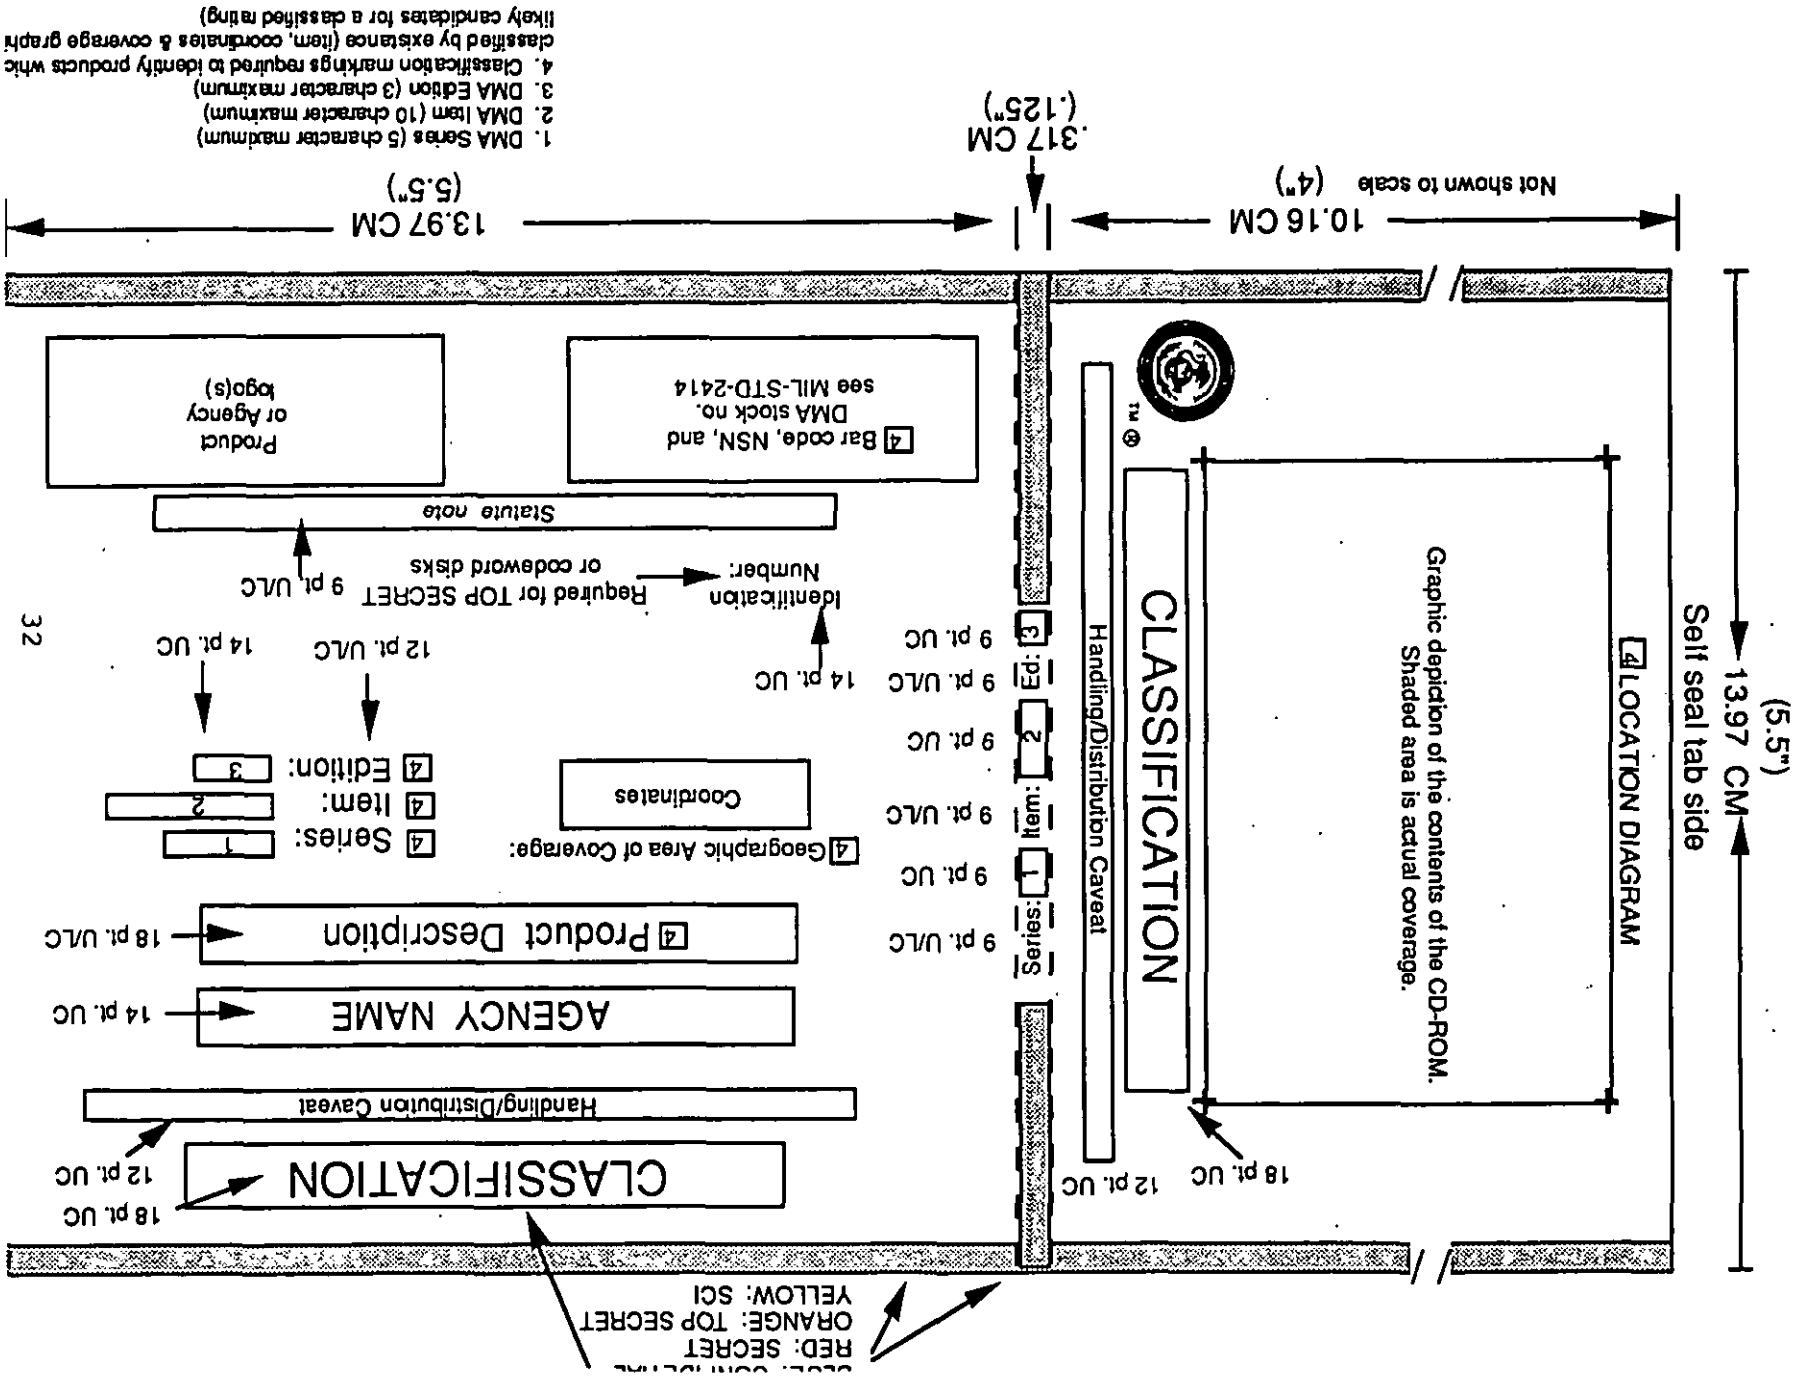 RED: SECRET
ORANGE: TOP SECRET
YELLOW: SCI
18 pt. UC
12 pt. UC
CLASSIFICATION
18 pt. UC
12 pt. UC
Handling/Distribution Caveat
AGENCY NAME
14 pt. UC
4 Product Description
18 pt. U/LC
4 Geographic Area of Coverage:
Coordinates
4 Series: 1
4 Item: 2
4 Edition: 3
12 pt. U/LC
14 pt. UC
14 pt. UC
Identification
Number:
Required for TOP SECRET
or codeword disks
9 pt. U/LC
Statute note
4 Bar code, NSN, and
DMA stock no.
see MIL-STD-2414
Product
or Agency
logo(s)
9 pt. U/LC
9 pt. UC
9 pt. U/LC
9 pt. UC
9 pt. U/LC
9 pt. UC
Series: 1 Item: 2 Ed: 3
Handling/Distribution Caveat
CLASSIFICATION
TM ®
Graphic depiction of the contents of the CD-ROM.
Shaded area is actual coverage.
4 LOCATION DIAGRAM
Self seal tab side
13.97 CM
(5.5")
10.16 CM
(4")
Not shown to scale
.317 CM
(.125")
13.97 CM
(5.5")
1. DMA Series (5 character maximum)
2. DMA Item (10 character maximum)
3. DMA Edition (3 character maximum)
4. Classification markings required to identify products whic
classified by existance (item, coordinates & coverage graphi
likely candidates for a classified rating)
32